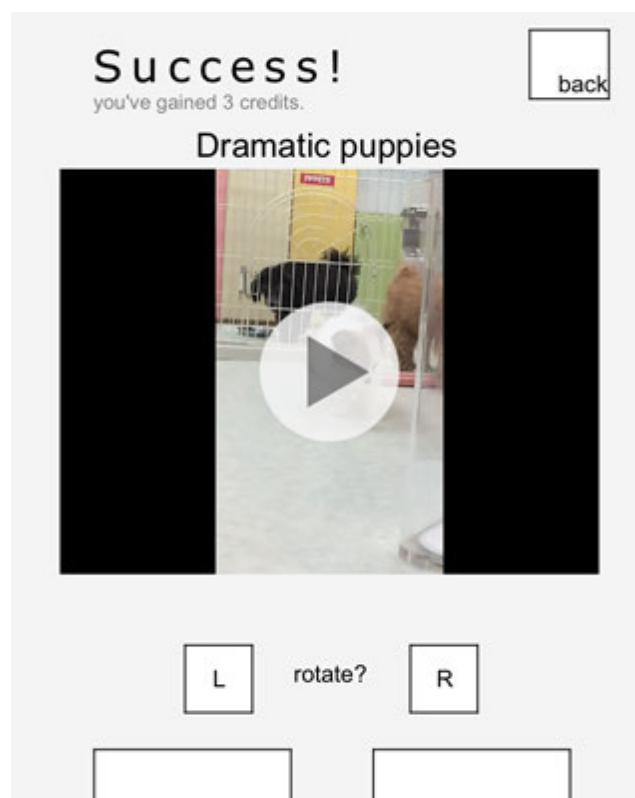 Success!
back
you've gained 3 credits.
Dramatic puppies
L rotate? R